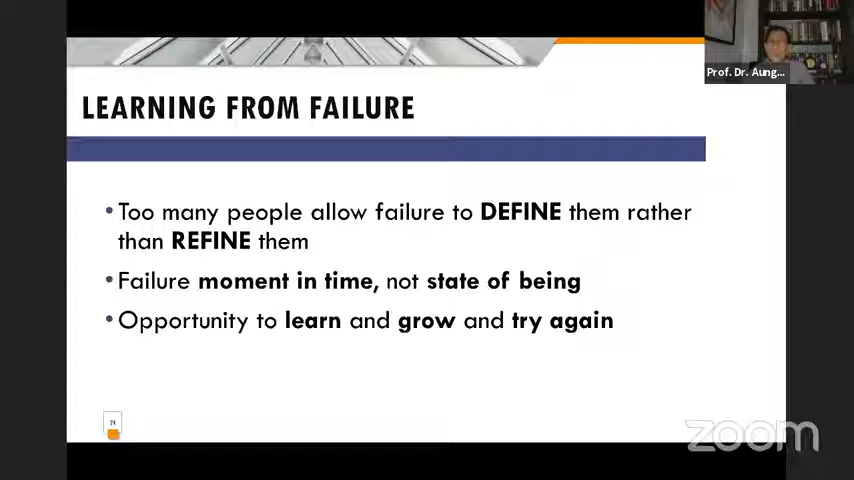 Prof. Dr. Aung...
LEARNING FROM FAILURE
• Too many people allow failure to DEFINE them rather
than REFINE them
• Failure moment in time, not state of being
• Opportunity to learn and grow and try again
N
zoom